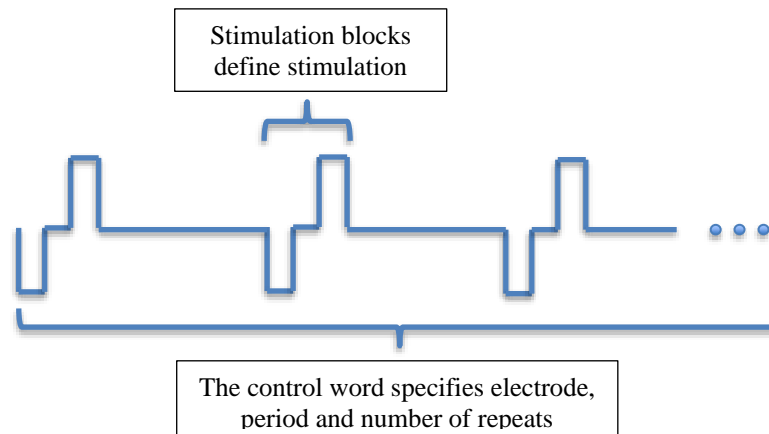 Stimulation blocks
define stimulation
The control word specifies electrode,
period and number of repeats